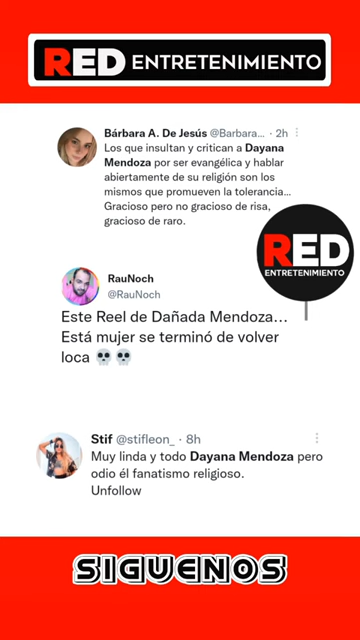 RED ENTRETENIMIENTO
Bárbara A. De Jesús @Barbara... · 2h
Los que insultan y critican a Dayana
Mendoza por ser evangélica y hablar
abiertamente de su religión son los
mismos que promueven la tolerancia...
Gracioso pero no gracioso de risa,
gracioso de raro.
RED
ENTRETENIMIENTO
RauNoch
@RauNoch
Este Reel de Dañada Mendoza...
Está mujer se terminó de volver
loca 💀💀
Stif @stifleon_ · 8h
Muy linda y todo Dayana Mendoza pero
odio él fanatismo religioso.
Unfollow
SIGUENOS